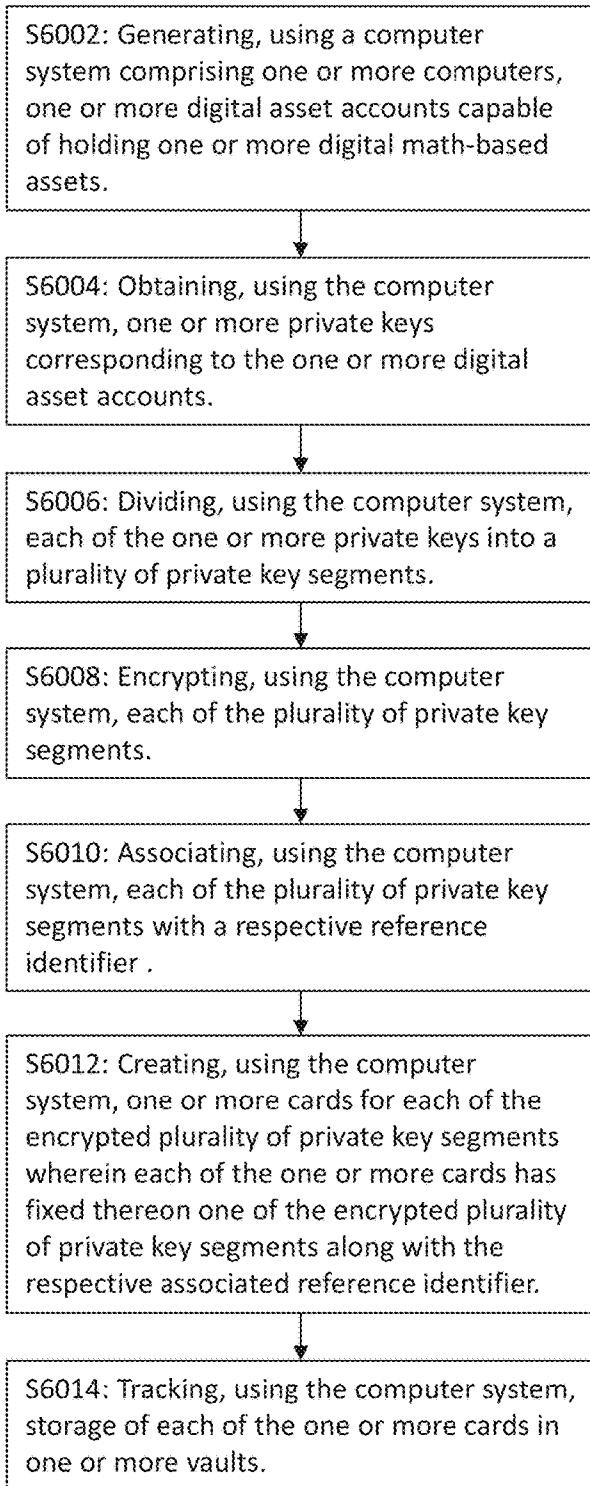 S6002: Generating, using a computer
system comprising one or more computers,
one or more digital asset accounts capable
of holding one or more digital math-based
assets.
S6004: Obtaining, using the computer
system, one or more private keys
corresponding to the one or more digital
asset accounts.
S6006: Dividing, using the computer system,
each of the one or more private keys into a
plurality of private key segments.
S6008: Encrypting, using the computer
system, each of the plurality of private key
segments.
S6010: Associating, using the computer
system, each of the plurality of private key
segments with a respective reference
identifier .
S6012: Creating, using the computer
system, one or more cards for each of the
encrypted plurality of private key segments
wherein each of the one or more cards has
fixed thereon one of the encrypted plurality
of private key segments along with the
respective associated reference identifier.
S6014: Tracking, using the computer system,
storage of each of the one or more cards in
one or more vaults.